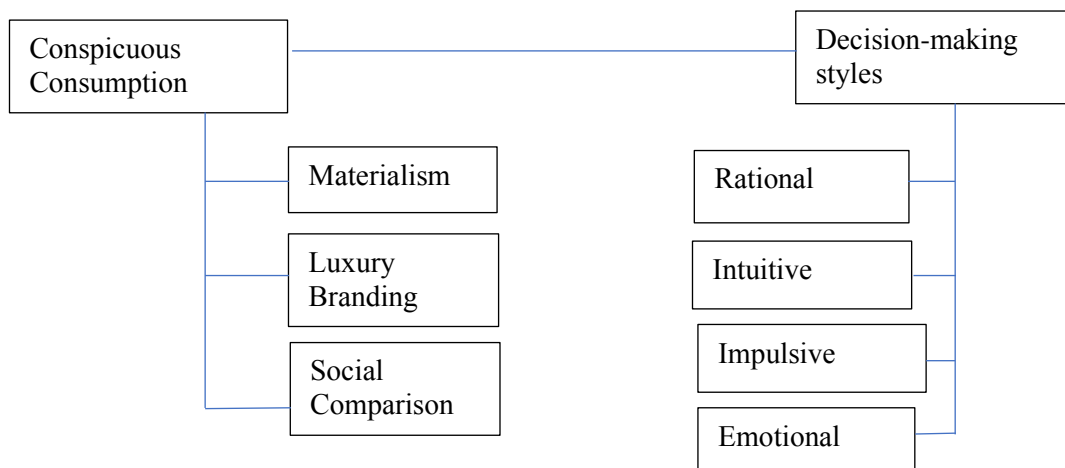 Conspicuous
Consumption
Decision-making
styles
Materialism
Luxury
Branding
Social
Comparison
Rational
Intuitive
Impulsive
Emotional